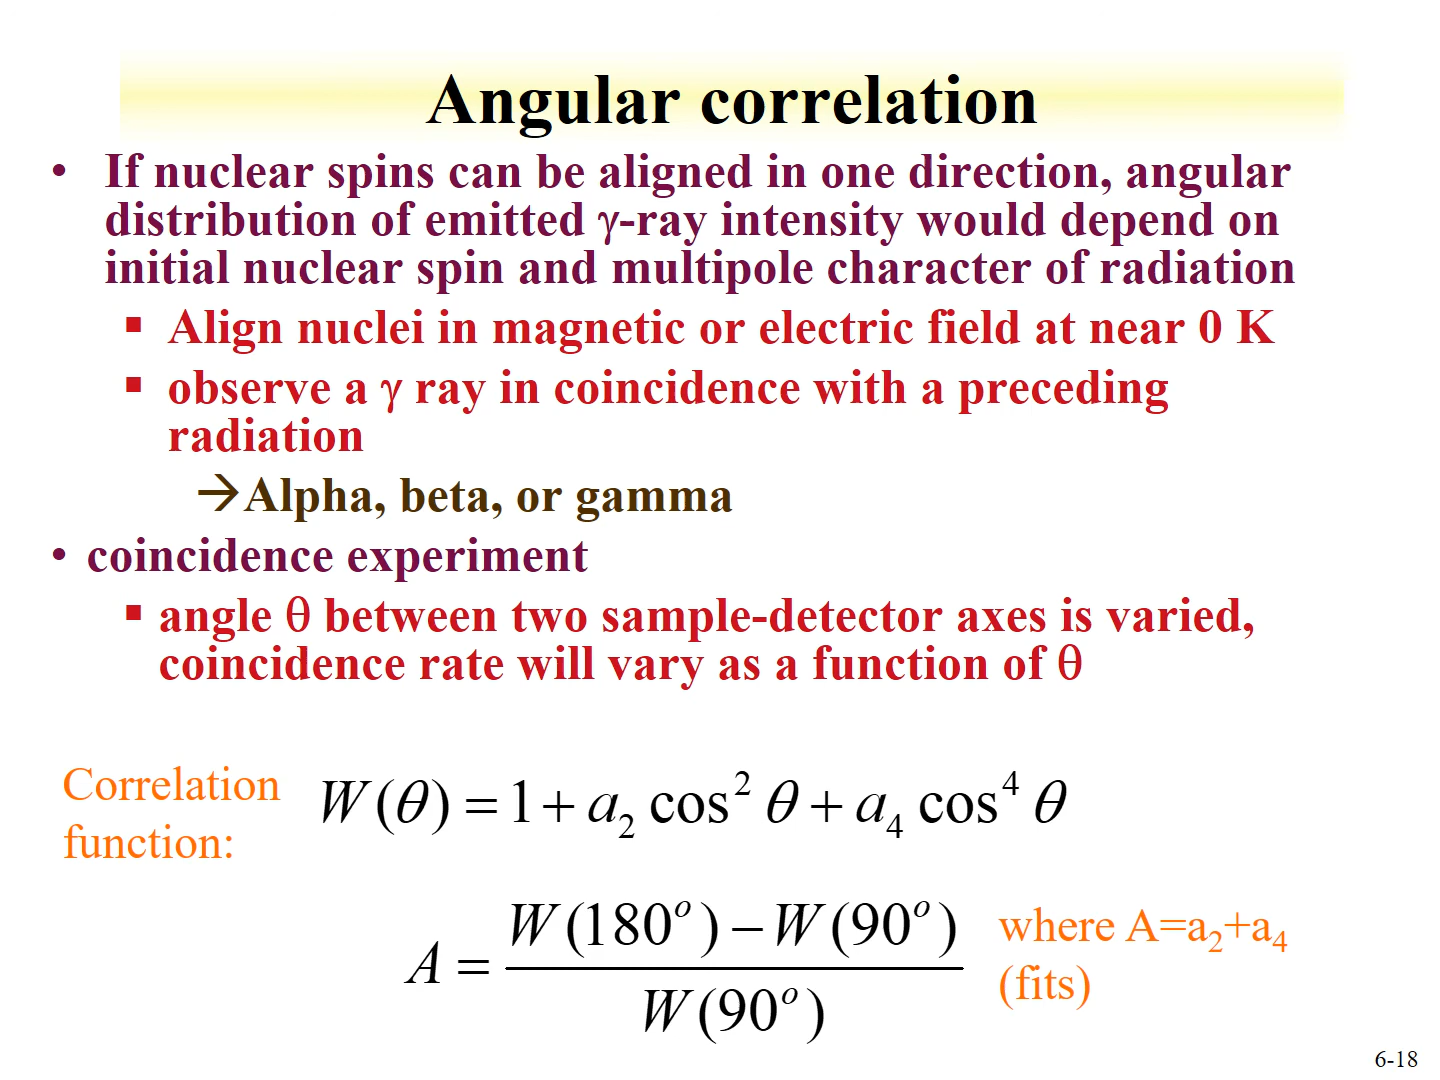 Angular correlation
• If nuclear spins can be aligned in one direction, angular
distribution of emitted γ-ray intensity would depend on
initial nuclear spin and multipole character of radiation
▪ Align nuclei in magnetic or electric field at near 0 K
▪ observe a γ ray in coincidence with a preceding
radiation
→Alpha, beta, or gamma
• coincidence experiment
▪ angle θ between two sample-detector axes is varied,
coincidence rate will vary as a function of θ
Correlation
function:
W(θ) = 1 + a₂ cos² θ + a₄ cos⁴ θ
A = (W(180°) − W(90°)) / W(90°)
where A=a₂+a₄
(fits)
6-18